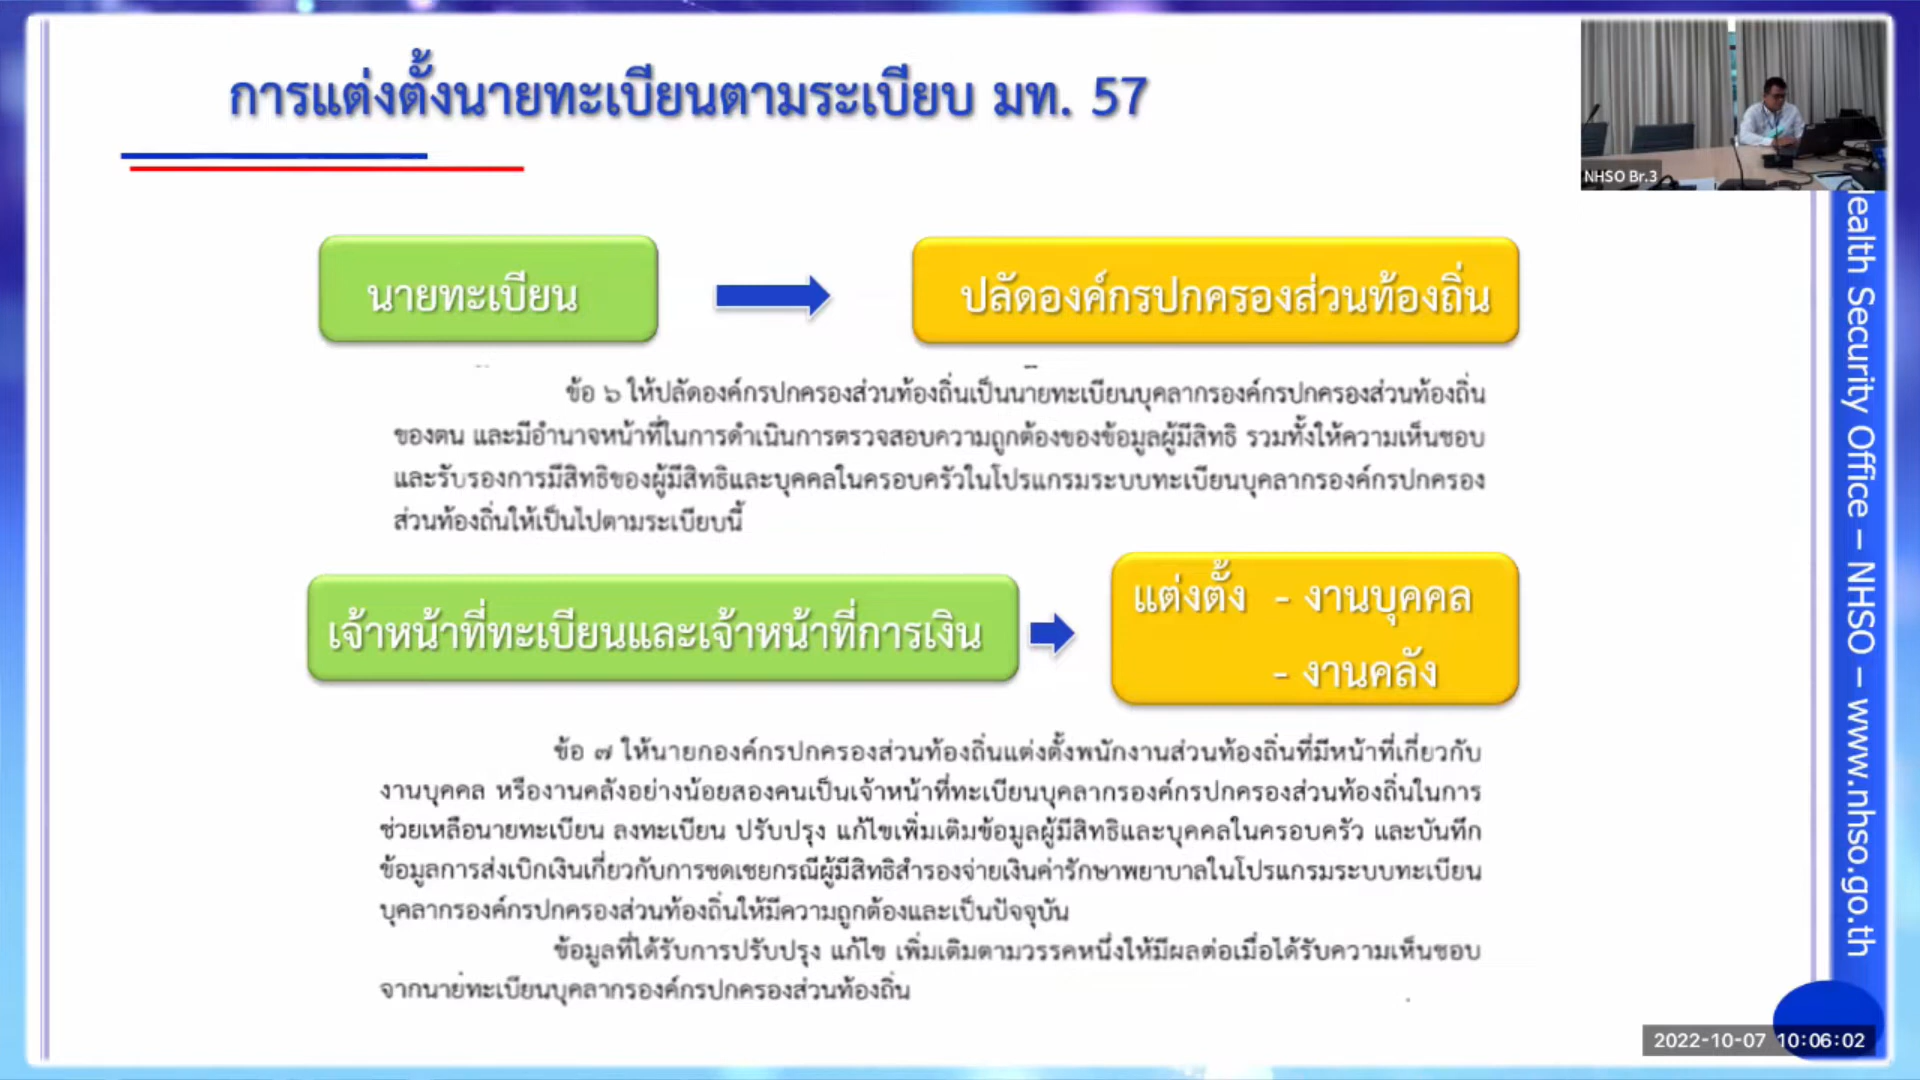 การแต่งตั้งนายทะเบียนตามระเบียบ มท. 57
NHSO Br.3
นายทะเบียน
ปลัดองค์กรปกครองส่วนท้องถิ่น
ข้อ ๖ ให้ปลัดองค์กรปกครองส่วนท้องถิ่นเป็นนายทะเบียนบุคลากรองค์กรปกครองส่วนท้องถิ่น
ของตน และมีอำนาจหน้าที่ในการดำเนินการตรวจสอบความถูกต้องของข้อมูลผู้มีสิทธิ รวมทั้งให้ความเห็นชอบ
และรับรองการมีสิทธิของผู้มีสิทธิและบุคคลในครอบครัวในโปรแกรมระบบทะเบียนบุคลากรองค์กรปกครอง
ส่วนท้องถิ่นให้เป็นไปตามระเบียบนี้
เจ้าหน้าที่ทะเบียนและเจ้าหน้าที่การเงิน
แต่งตั้ง - งานบุคคล
- งานคลัง
ข้อ ๗ ให้นายกองค์กรปกครองส่วนท้องถิ่นแต่งตั้งพนักงานส่วนท้องถิ่นที่มีหน้าที่เกี่ยวกับ
งานบุคคล หรืองานคลังอย่างน้อยสองคนเป็นเจ้าหน้าที่ทะเบียนบุคลากรองค์กรปกครองส่วนท้องถิ่นในการ
ช่วยเหลือนายทะเบียน ลงทะเบียน ปรับปรุง แก้ไขเพิ่มเติมข้อมูลผู้มีสิทธิและบุคคลในครอบครัว และบันทึก
ข้อมูลการส่งเบิกเงินเกี่ยวกับการชดเชยกรณีผู้มีสิทธิสำรองจ่ายเงินค่ารักษาพยาบาลในโปรแกรมระบบทะเบียน
บุคลากรองค์กรปกครองส่วนท้องถิ่นให้มีความถูกต้องและเป็นปัจจุบัน
ข้อมูลที่ได้รับการปรับปรุง แก้ไข เพิ่มเติมตามวรรคหนึ่งให้มีผลต่อเมื่อได้รับความเห็นชอบ
จากนายทะเบียนบุคลากรองค์กรปกครองส่วนท้องถิ่น
ealth Security Office – NHSO – www.nhso.go.th
2022-10-07 10:06:02